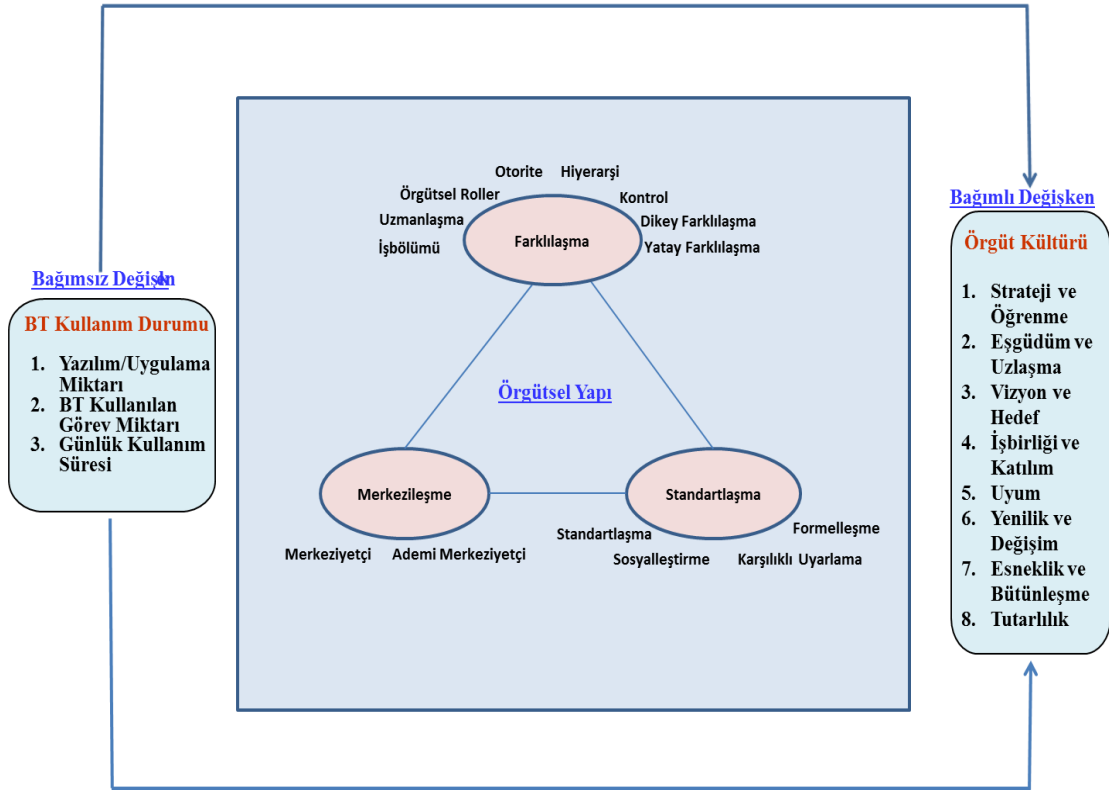 Bağımsız Değişken
BT Kullanım Durumu
1. Yazılım/Uygulama
Miktarı
2. BT Kullanılan
Görev Miktarı
3. Günlük Kullanım
Süresi
Otorite Hiyerarşi
Örgütsel Roller
Kontrol
Uzmanlaşma
Dikey Farklılaşma
İşbölümü
Farklılaşma
Yatay Farklılaşma
Örgütsel Yapı
Merkezileşme
Standartlaşma
Merkeziyetçi
Ademi Merkeziyetçi
Standartlaşma
Formelleşme
Sosyalleştirme
Karşılıklı Uyarlama
Bağımlı Değişken
Örgüt Kültürü
1. Strateji ve
Öğrenme
2. Eşgüdüm ve
Uzlaşma
3. Vizyon ve
Hedef
4. İşbirliği ve
Katılım
5. Uyum
6. Yenilik ve
Değişim
7. Esneklik ve
Bütünleşme
8. Tutarlılık